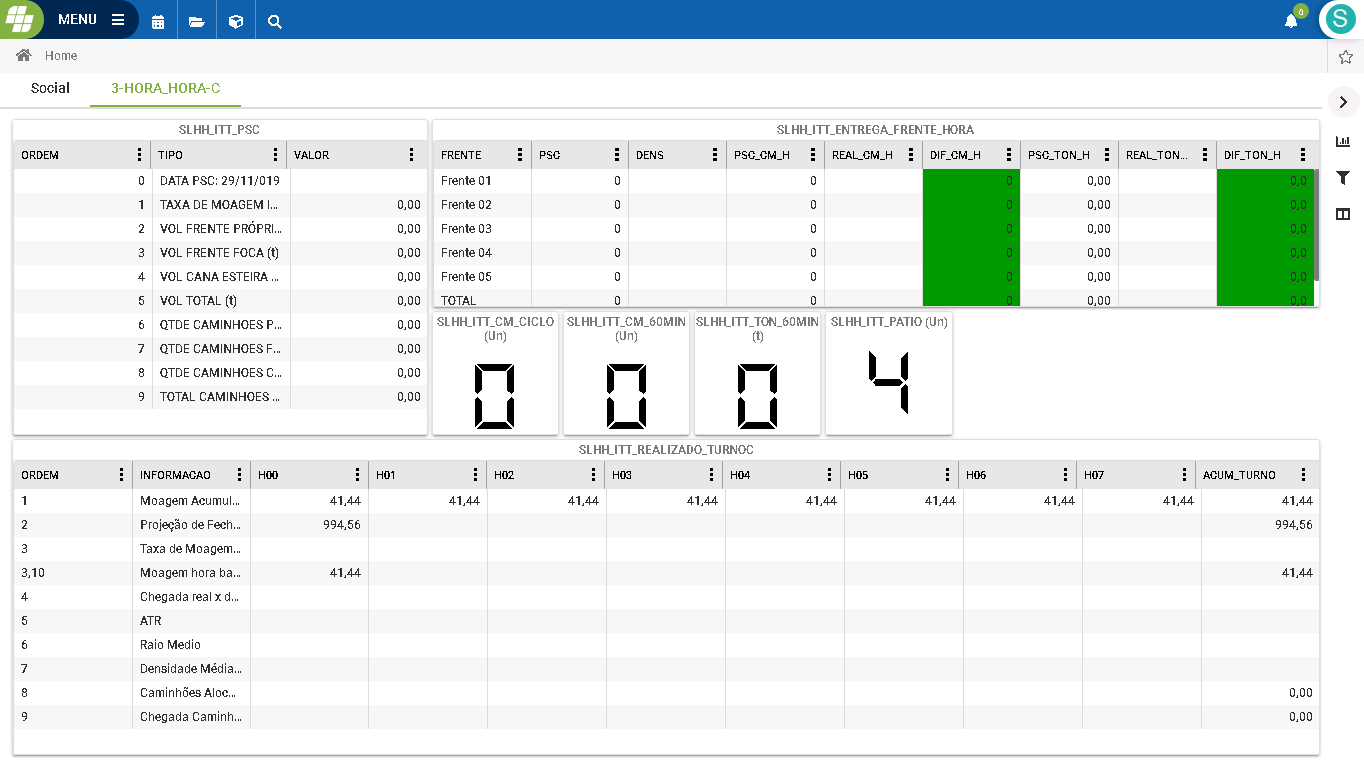 MENU
0
S
Home
Social 3-HORA_HORA-C
SLHH_ITT_PSC
ORDEM TIPO VALOR
0 DATA PSC: 29/11/019
1 TAXA DE MOAGEM I... 0,00
2 VOL FRENTE PRÓPRI... 0,00
3 VOL FRENTE FOCA (t) 0,00
4 VOL CANA ESTEIRA ... 0,00
5 VOL TOTAL (t) 0,00
6 QTDE CAMINHOES P... 0,00
7 QTDE CAMINHOES F... 0,00
8 QTDE CAMINHOES C... 0,00
9 TOTAL CAMINHOES ... 0,00
SLHH_ITT_ENTREGA_FRENTE_HORA
FRENTE PSC DENS PSC_CM_H REAL_CM_H DIF_CM_H PSC_TON_H REAL_TON... DIF_TON_H
Frente 01 0 0 0 0,00 0,0
Frente 02 0 0 0 0,00 0,0
Frente 03 0 0 0 0,00 0,0
Frente 04 0 0 0 0,00 0,0
Frente 05 0 0 0 0,00 0,0
TOTAL 0 0 0 0,00 0,0
SLHH_ITT_CM_CICLO
(Un)
0
SLHH_ITT_CM_60MIN
(Un)
0
SLHH_ITT_TON_60MIN
(t)
0
SLHH_ITT_PATIO (Un)
4
SLHH_ITT_REALIZADO_TURNOC
ORDEM INFORMACAO H00 H01 H02 H03 H04 H05 H06 H07 ACUM_TURNO
1 Moagem Acumul... 41,44 41,44 41,44 41,44 41,44 41,44 41,44 41,44 41,44
2 Projeção de Fech... 994,56 994,56
3 Taxa de Moagem...
3,10 Moagem hora ba... 41,44 41,44
4 Chegada real x d...
5 ATR
6 Raio Medio
7 Densidade Média...
8 Caminhões Aloc... 0,00
9 Chegada Caminh... 0,00